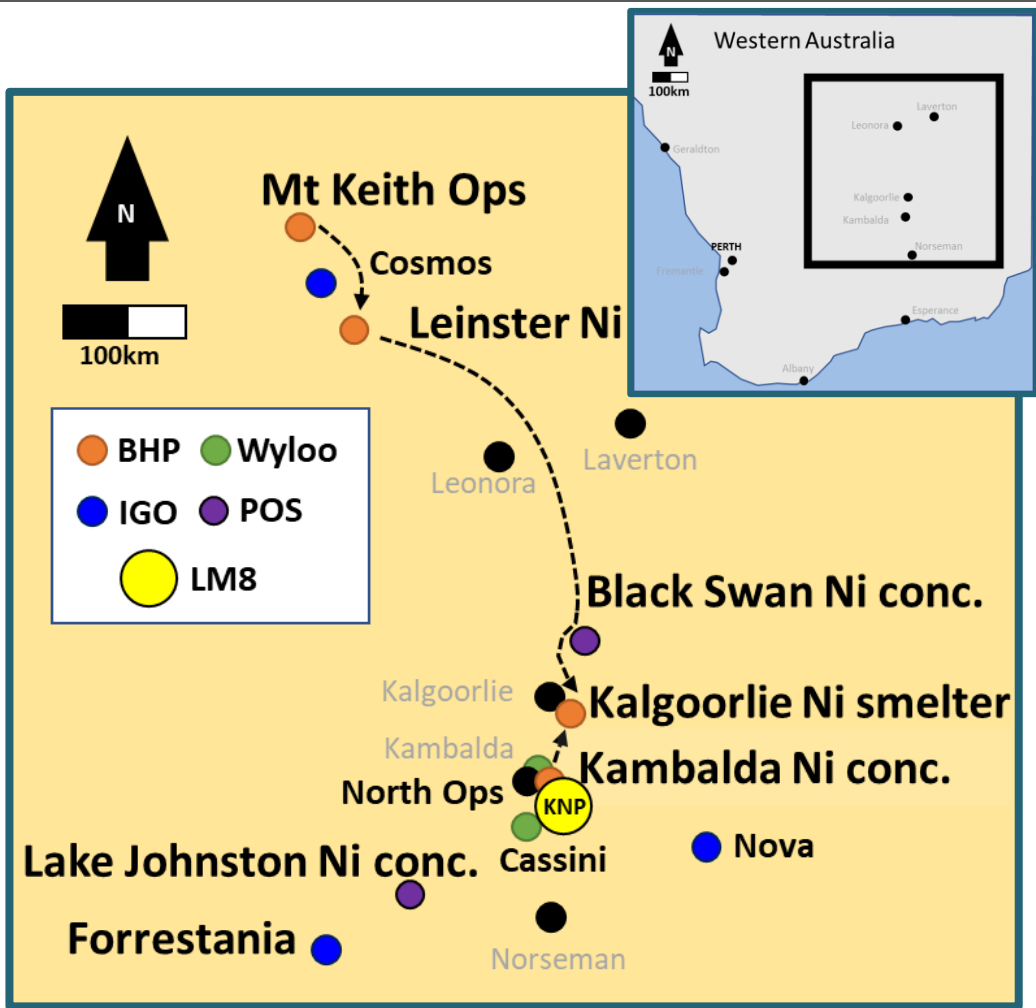 N
Western Australia
100km
Laverton
Leonora
Geraldton
Kalgoorlie
Kambalda
PERTH
Norseman
Fremantle
Esperance
Albany
N
100km
Mt Keith Ops
Cosmos
Leinster Ni
BHP
Wyloo
IGO
POS
LM8
Laverton
Leonora
Black Swan Ni conc.
Kalgoorlie
Kalgoorlie Ni smelter
Kambalda
Kambalda Ni conc.
North Ops
KNP
Cassini
Nova
Lake Johnston Ni conc.
Forrestania
Norseman